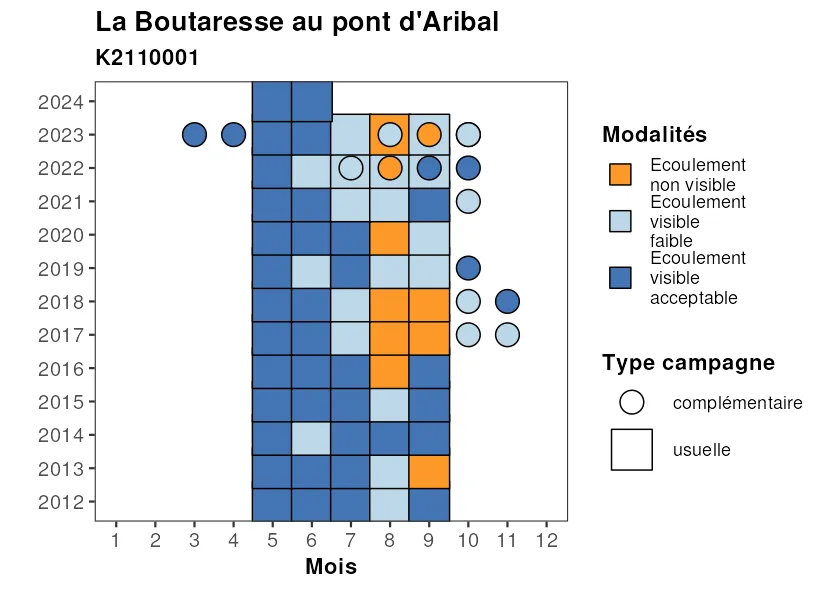 La Boutaresse au pont d'Aribal
K2110001
2024
2023
2022
2021
2020
2019
2018
2017
2016
2015
2014
2013
2012
1 2 3 4 5 6 7 8 9 10 11 12
Mois
Modalités
Ecoulement
non visible
Ecoulement
visible
faible
Ecoulement
visible
acceptable
Type campagne
complémentaire
usuelle